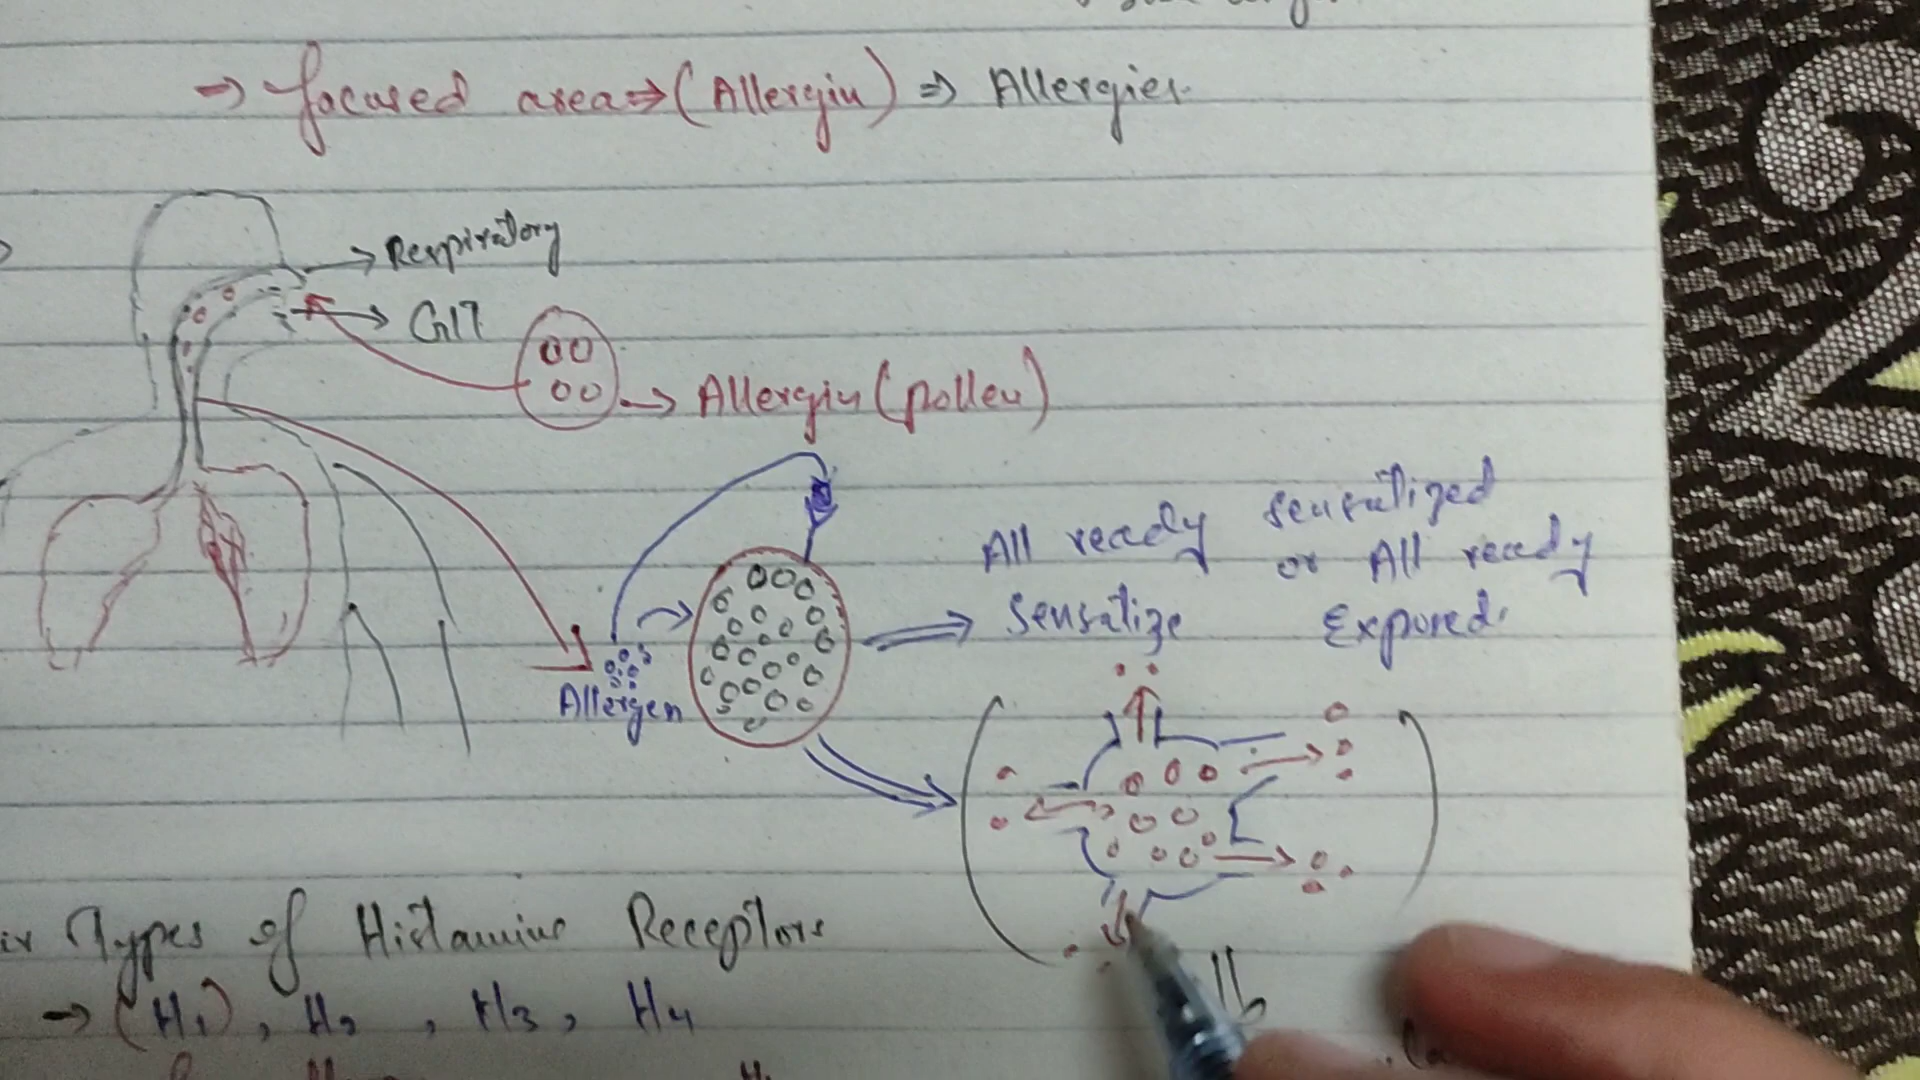 ⇒ focused area ⇒ (Allergin) ⇒ Allergies.
→ Respiratory
→ GIT
→ Allergin (pollen)
All ready sensatized
or All ready
⇒ Sensatize Exposed.
Allergen
Types of Histamine Receptors
→ (H1), H2, H3, H4